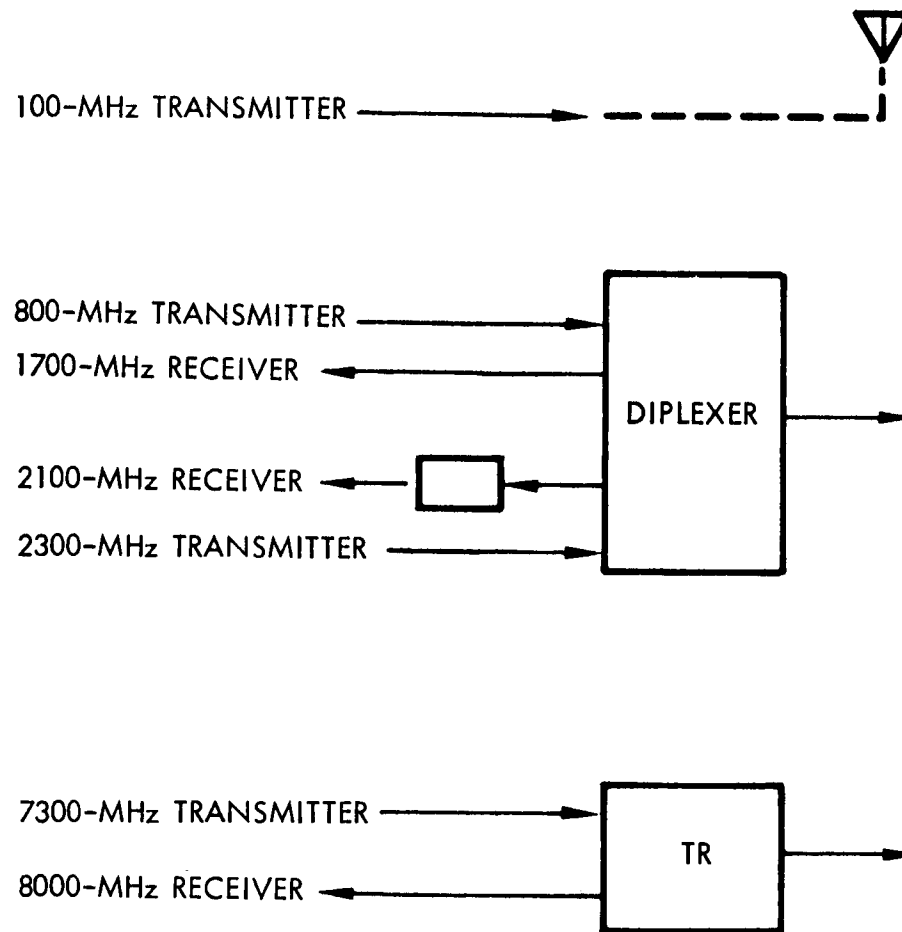 100-MHz TRANSMITTER
800-MHz TRANSMITTER
1700-MHz RECEIVER
DIPLEXER
2100-MHz RECEIVER
2300-MHz TRANSMITTER
7300-MHz TRANSMITTER
TR
8000-MHz RECEIVER